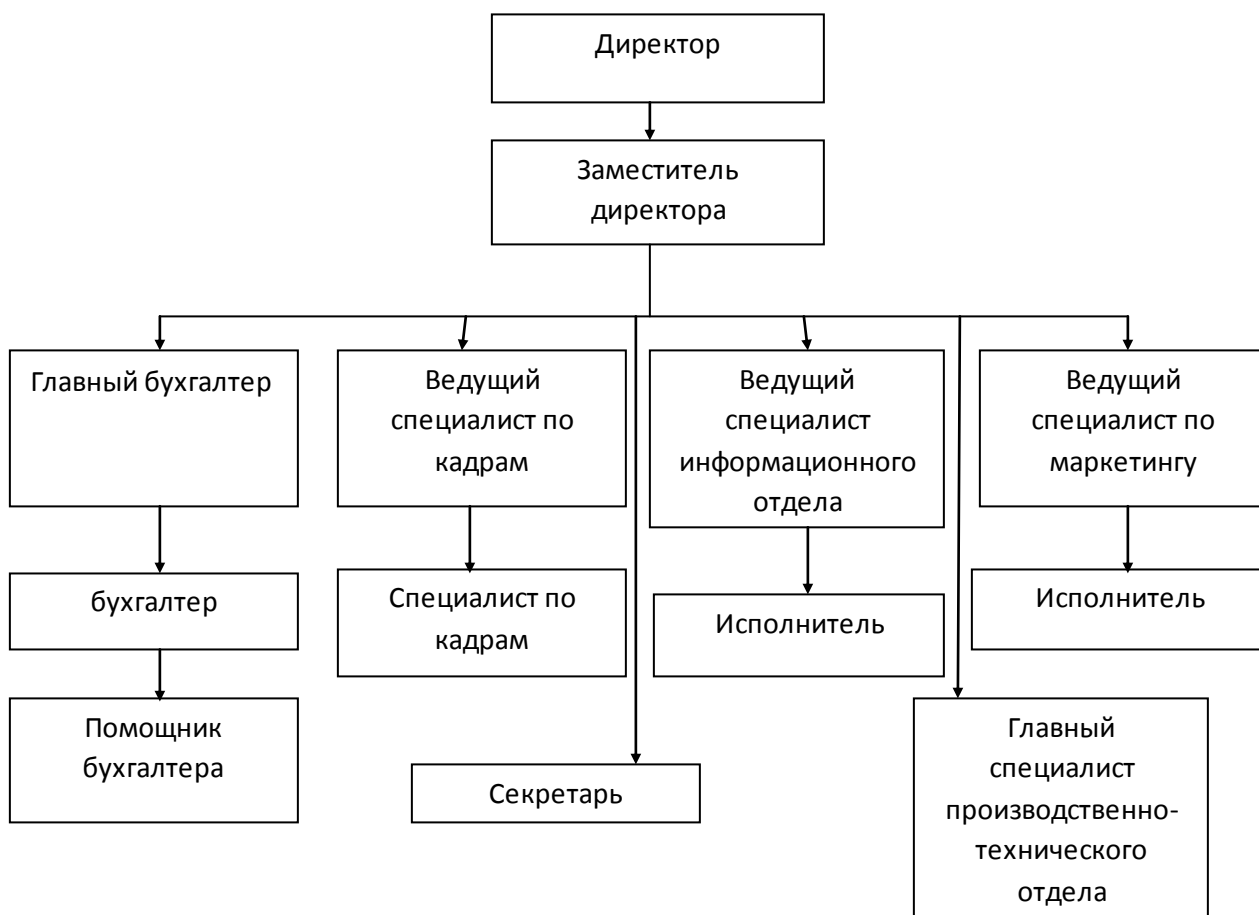 Директор
Заместитель
директора
Главный бухгалтер
Ведущий
специалист по
кадрам
Ведущий
специалист
информационного
отдела
Ведущий
специалист по
маркетингу
бухгалтер
Специалист по
кадрам
Исполнитель
Исполнитель
Помощник
бухгалтера
Секретарь
Главный
специалист
производственно-
технического
отдела